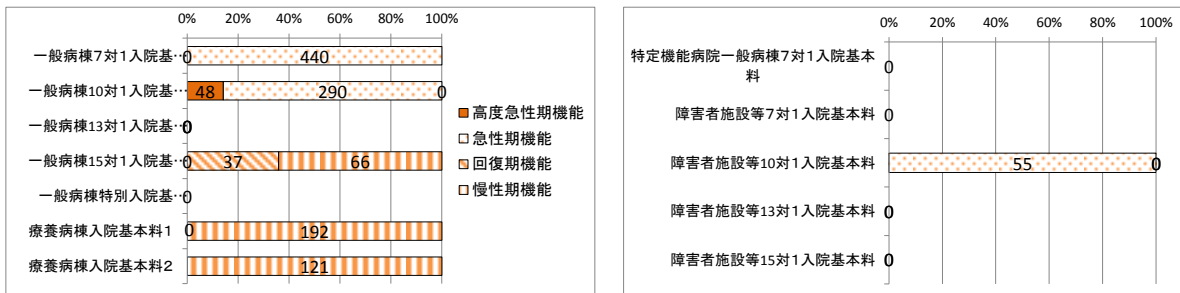 0% 20% 40% 60% 80% 100%
一般病棟7対1入院基…
0
440
一般病棟10対1入院基…
48
290
0
一般病棟13対1入院基…
0
一般病棟15対1入院基…
0
37
66
一般病棟特別入院基…
0
療養病棟入院基本料1
0
192
療養病棟入院基本料2
121
高度急性期機能
急性期機能
回復期機能
慢性期機能
0% 20% 40% 60% 80% 100%
特定機能病院一般病棟7対1入院基本
料
0
障害者施設等7対1入院基本料
0
障害者施設等10対1入院基本料
55
0
障害者施設等13対1入院基本料
0
障害者施設等15対1入院基本料
0